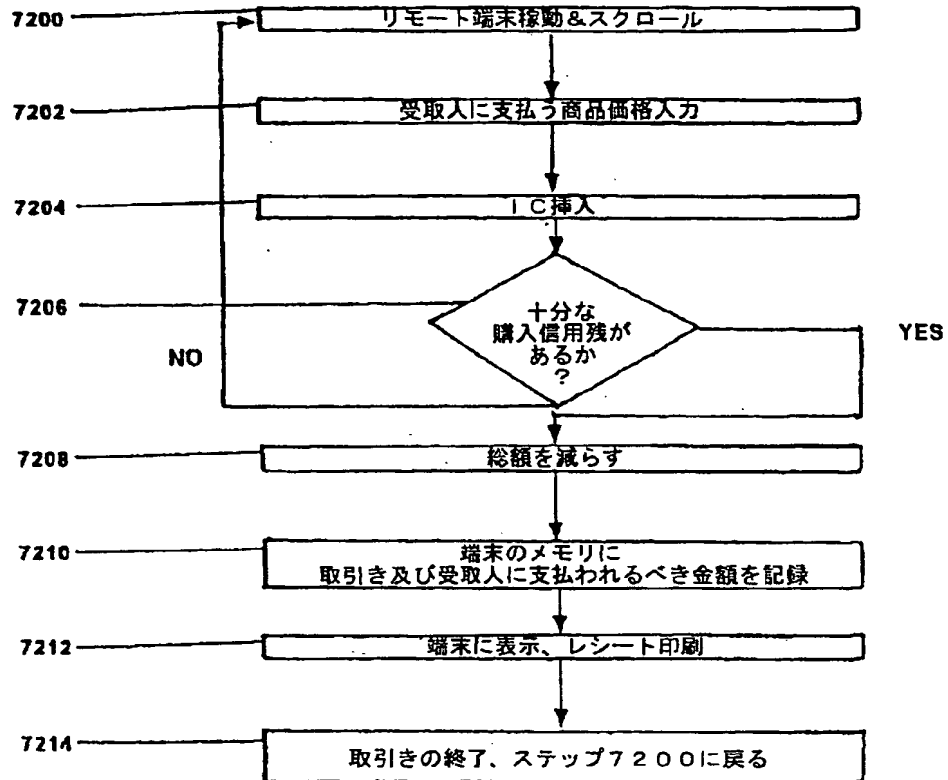 7200
リモート端末稼動&スクロール
7202
受取人に支払う商品価格入力
7204
IC挿入
7206
十分な
購入信用残が
あるか
?
YES
NO
7208
総額を減らす
7210
端末のメモリに
取引き及び受取人に支払われるべき金額を記録
7212
端末に表示、レシート印刷
7214
取引きの終了、ステップ7200に戻る